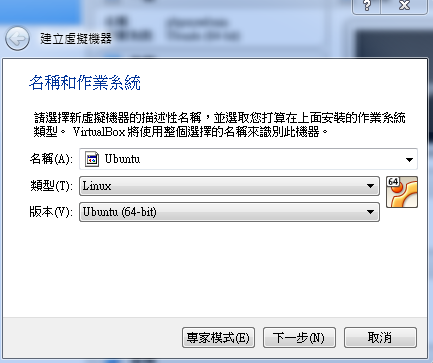 建立虛擬機器
名稱和作業系統
請選擇新虛擬機器的描述性名稱，並選取您打算在上面安裝的作業系統
類型。VirtualBox 將使用整個選擇的名稱來識別此機器。
名稱(A): Ubuntu
類型(T): Linux
64
版本(V): Ubuntu (64-bit)
專家模式(E) 下一步(N) 取消